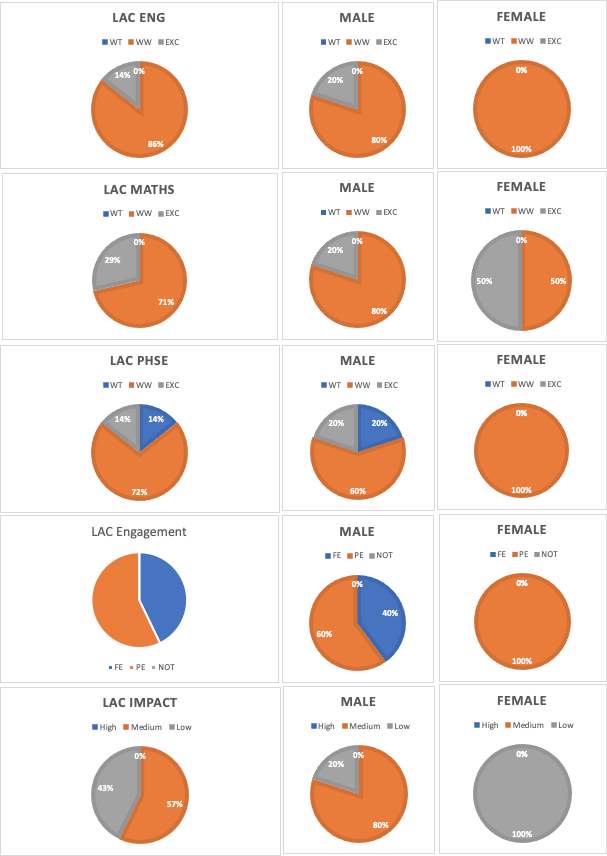 LAC ENG
WT WW EXC
0%
14%
86%
MALE
WT WW EXC
0%
20%
80%
FEMALE
WT WW EXC
0%
100%
LAC MATHS
WT WW EXC
0%
29%
71%
MALE
WT WW EXC
0%
20%
80%
FEMALE
WT WW EXC
0%
50% 50%
LAC PHSE
WT WW EXC
14% 14%
72%
MALE
WT WW EXC
20% 20%
60%
FEMALE
WT WW EXC
0%
100%
LAC Engagement
FE PE NOT
MALE
FE PE NOT
0%
40%
60%
FEMALE
FE PE NOT
0%
100%
LAC IMPACT
High Medium Low
0%
43%
57%
MALE
High Medium Low
0%
20%
80%
FEMALE
High Medium Low
0%
100%